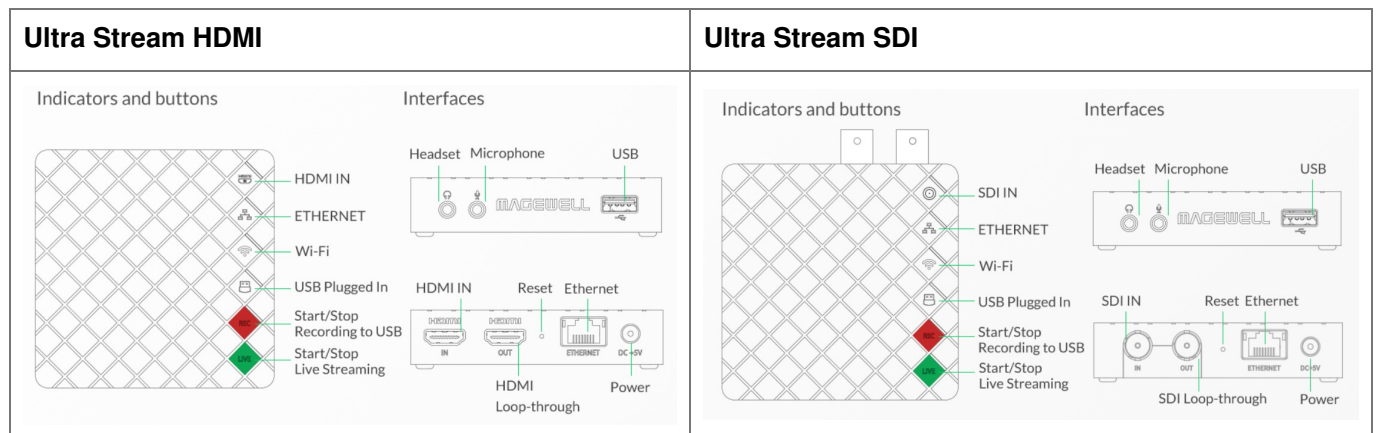 Ultra Stream HDMI
Indicators and buttons
Interfaces
HDMI IN
ETHERNET
Wi-Fi
USB Plugged In
REC
Start/Stop
Recording to USB
LIVE
Start/Stop
Live Streaming
Headset Microphone USB
MAGEWELL
HDMI IN Reset Ethernet
HDMI HDMI
IN OUT ETHERNET DC 5V
HDMI
Loop-through
Power
Ultra Stream SDI
Indicators and buttons
Interfaces
SDI IN
ETHERNET
Wi-Fi
USB Plugged In
REC
Start/Stop
Recording to USB
LIVE
Start/Stop
Live Streaming
Headset Microphone USB
MAGEWELL
SDI IN Reset Ethernet
IN OUT ETHERNET DC 5V
SDI Loop-through Power